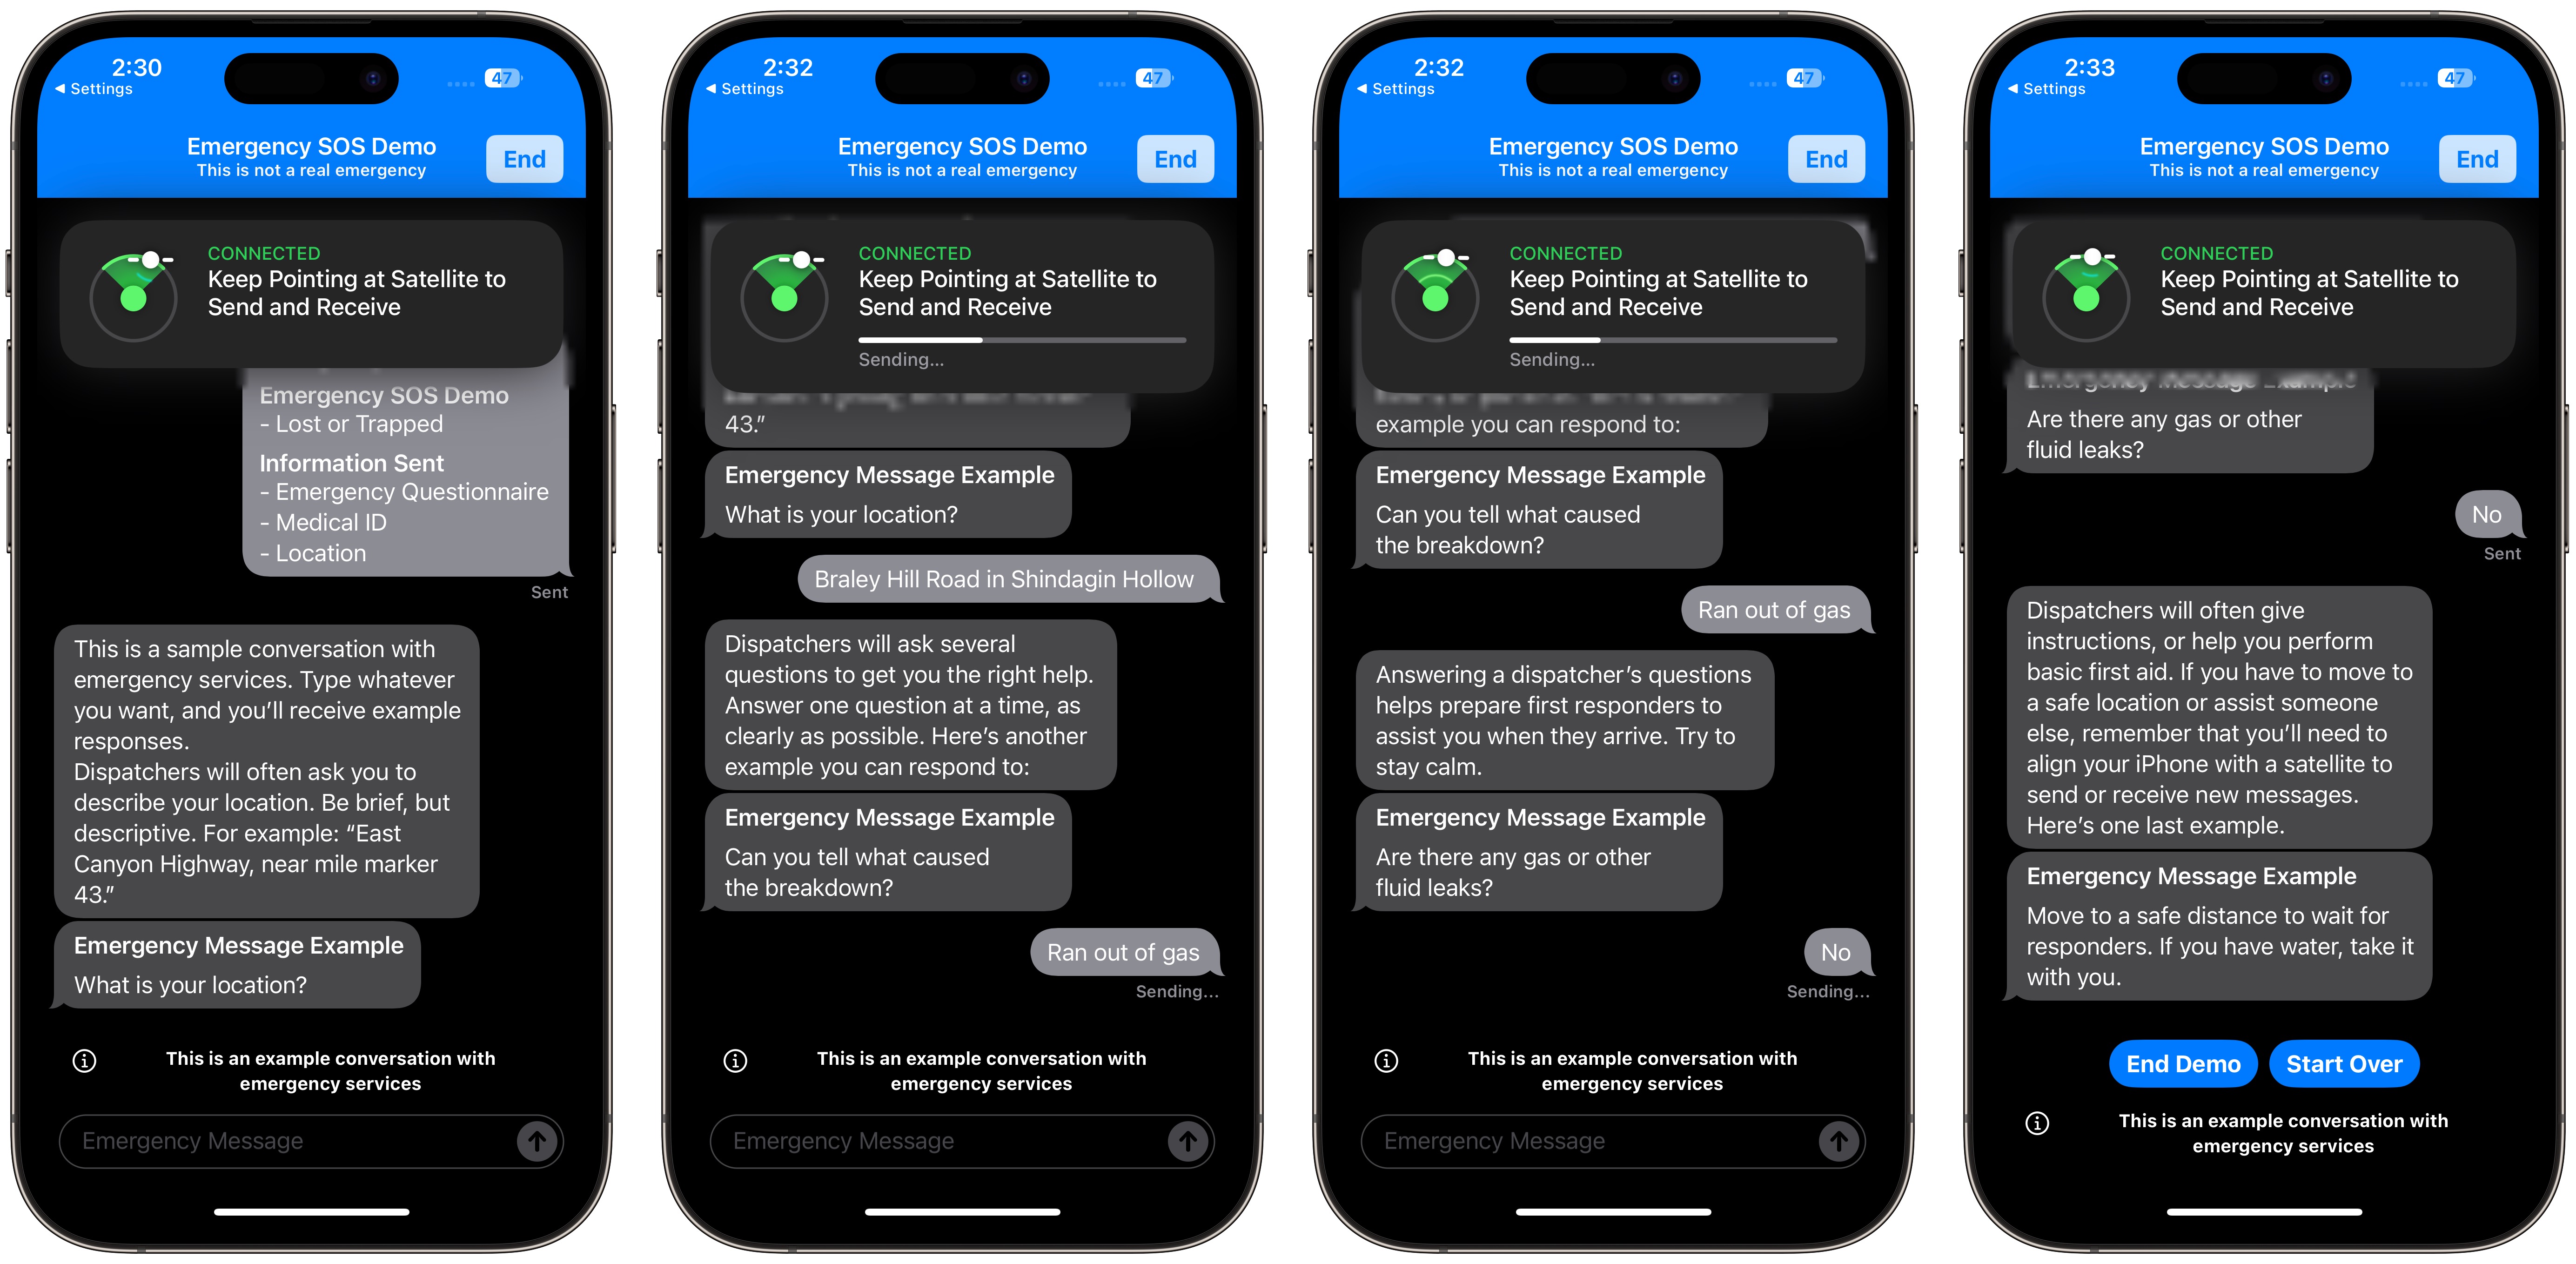 2:30
Settings
47
Emergency SOS Demo
This is not a real emergency
End
CONNECTED
Keep Pointing at Satellite to
Send and Receive
Emergency SOS Demo
- Lost or Trapped
Information Sent
- Emergency Questionnaire
- Medical ID
- Location
Sent
This is a sample conversation with
emergency services. Type whatever
you want, and you’ll receive example
responses.
Dispatchers will often ask you to
describe your location. Be brief, but
descriptive. For example: “East
Canyon Highway, near mile marker
43.”
Emergency Message Example
What is your location?
This is an example conversation with
emergency services
Emergency Message
2:32
Settings
47
Emergency SOS Demo
This is not a real emergency
End
CONNECTED
Keep Pointing at Satellite to
Send and Receive
Sending...
43.”
Emergency Message Example
What is your location?
Braley Hill Road in Shindagin Hollow
Dispatchers will ask several
questions to get you the right help.
Answer one question at a time, as
clearly as possible. Here’s another
example you can respond to:
Emergency Message Example
Can you tell what caused
the breakdown?
Ran out of gas
Sending...
This is an example conversation with
emergency services
Emergency Message
2:32
Settings
47
Emergency SOS Demo
This is not a real emergency
End
CONNECTED
Keep Pointing at Satellite to
Send and Receive
Sending...
example you can respond to:
Emergency Message Example
Can you tell what caused
the breakdown?
Ran out of gas
Answering a dispatcher’s questions
helps prepare first responders to
assist you when they arrive. Try to
stay calm.
Emergency Message Example
Are there any gas or other
fluid leaks?
No
Sending...
This is an example conversation with
emergency services
Emergency Message
2:33
Settings
47
Emergency SOS Demo
This is not a real emergency
End
CONNECTED
Keep Pointing at Satellite to
Send and Receive
Emergency Message Example
Are there any gas or other
fluid leaks?
No
Sent
Dispatchers will often give
instructions, or help you perform
basic first aid. If you have to move to
a safe location or assist someone
else, remember that you’ll need to
align your iPhone with a satellite to
send or receive new messages.
Here’s one last example.
Emergency Message Example
Move to a safe distance to wait for
responders. If you have water, take it
with you.
End Demo
Start Over
This is an example conversation with
emergency services